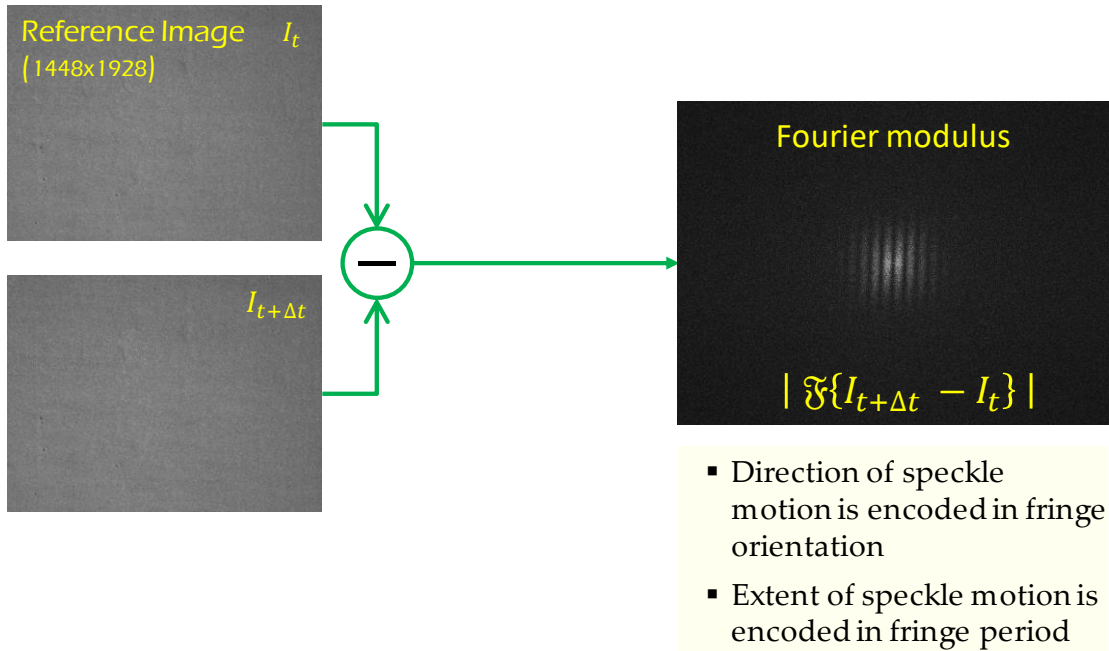 Reference Image I_t
(1448x1928)
I_{t+Δt}
Fourier modulus
| 𝔉{I_{t+Δt} − I_t} |
▪ Direction of speckle
motion is encoded in fringe
orientation
▪ Extent of speckle motion is
encoded in fringe period